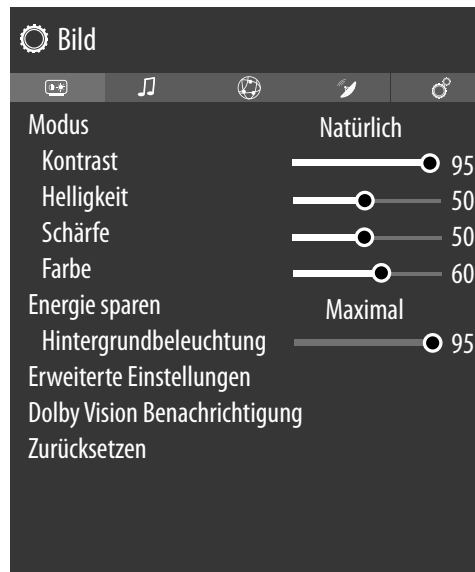 Bild
Modus Natürlich
Kontrast 95
Helligkeit 50
Schärfe 50
Farbe 60
Energie sparen Maximal
Hintergrundbeleuchtung 95
Erweiterte Einstellungen
Dolby Vision Benachrichtigung
Zurücksetzen